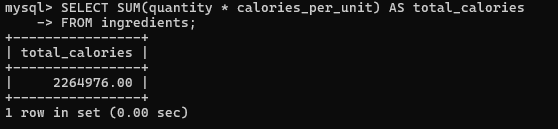 mysql> SELECT SUM(quantity * calories_per_unit) AS total_calories
    -> FROM ingredients;
+----------------+
| total_calories |
+----------------+
|     2264976.00 |
+----------------+
1 row in set (0.00 sec)